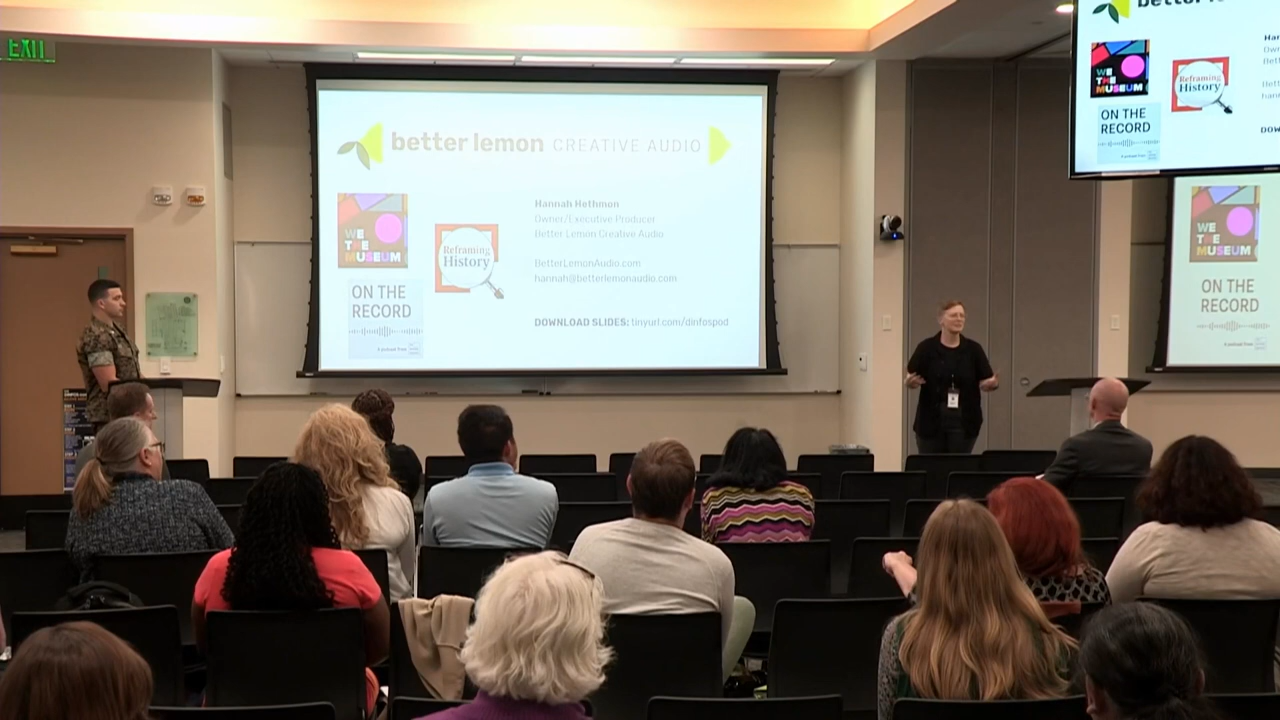 EXIT
better lemon CREATIVE AUDIO
WE
THE
MUSEUM
Reframing
History
ON THE
RECORD
A podcast from
Hannah Hethmon
Owner/Executive Producer
Better Lemon Creative Audio
BetterLemonAudio.com
hannah@betterlemonaudio.com
DOWNLOAD SLIDES: tinyurl.com/dinfospod
WE
THE
MUSEUM
Reframing
History
ON THE
RECORD
WE
THE
MUSEUM
ON THE
RECORD